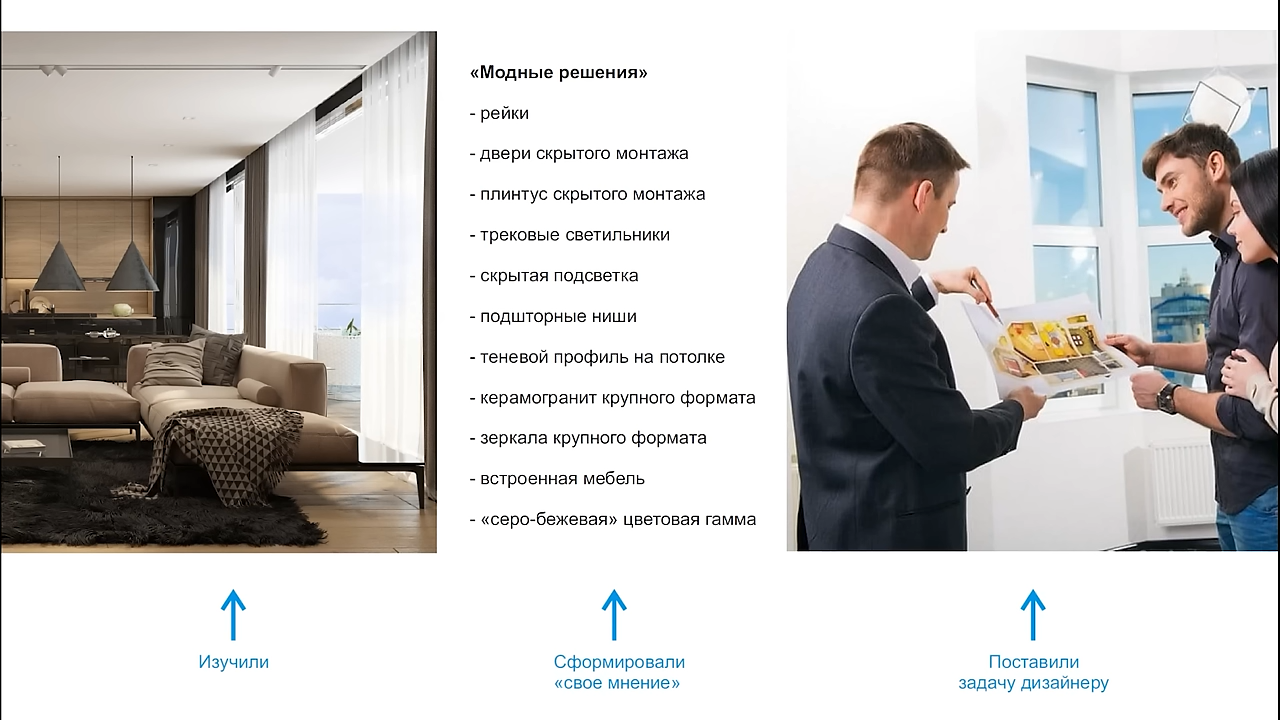 «Модные решения»
- рейки
- двери скрытого монтажа
- плинтус скрытого монтажа
- трековые светильники
- скрытая подсветка
- подшторные ниши
- теневой профиль на потолке
- керамогранит крупного формата
- зеркала крупного формата
- встроенная мебель
- «серо-бежевая» цветовая гамма
Изучили
Сформировали
«свое мнение»
Поставили
задачу дизайнеру